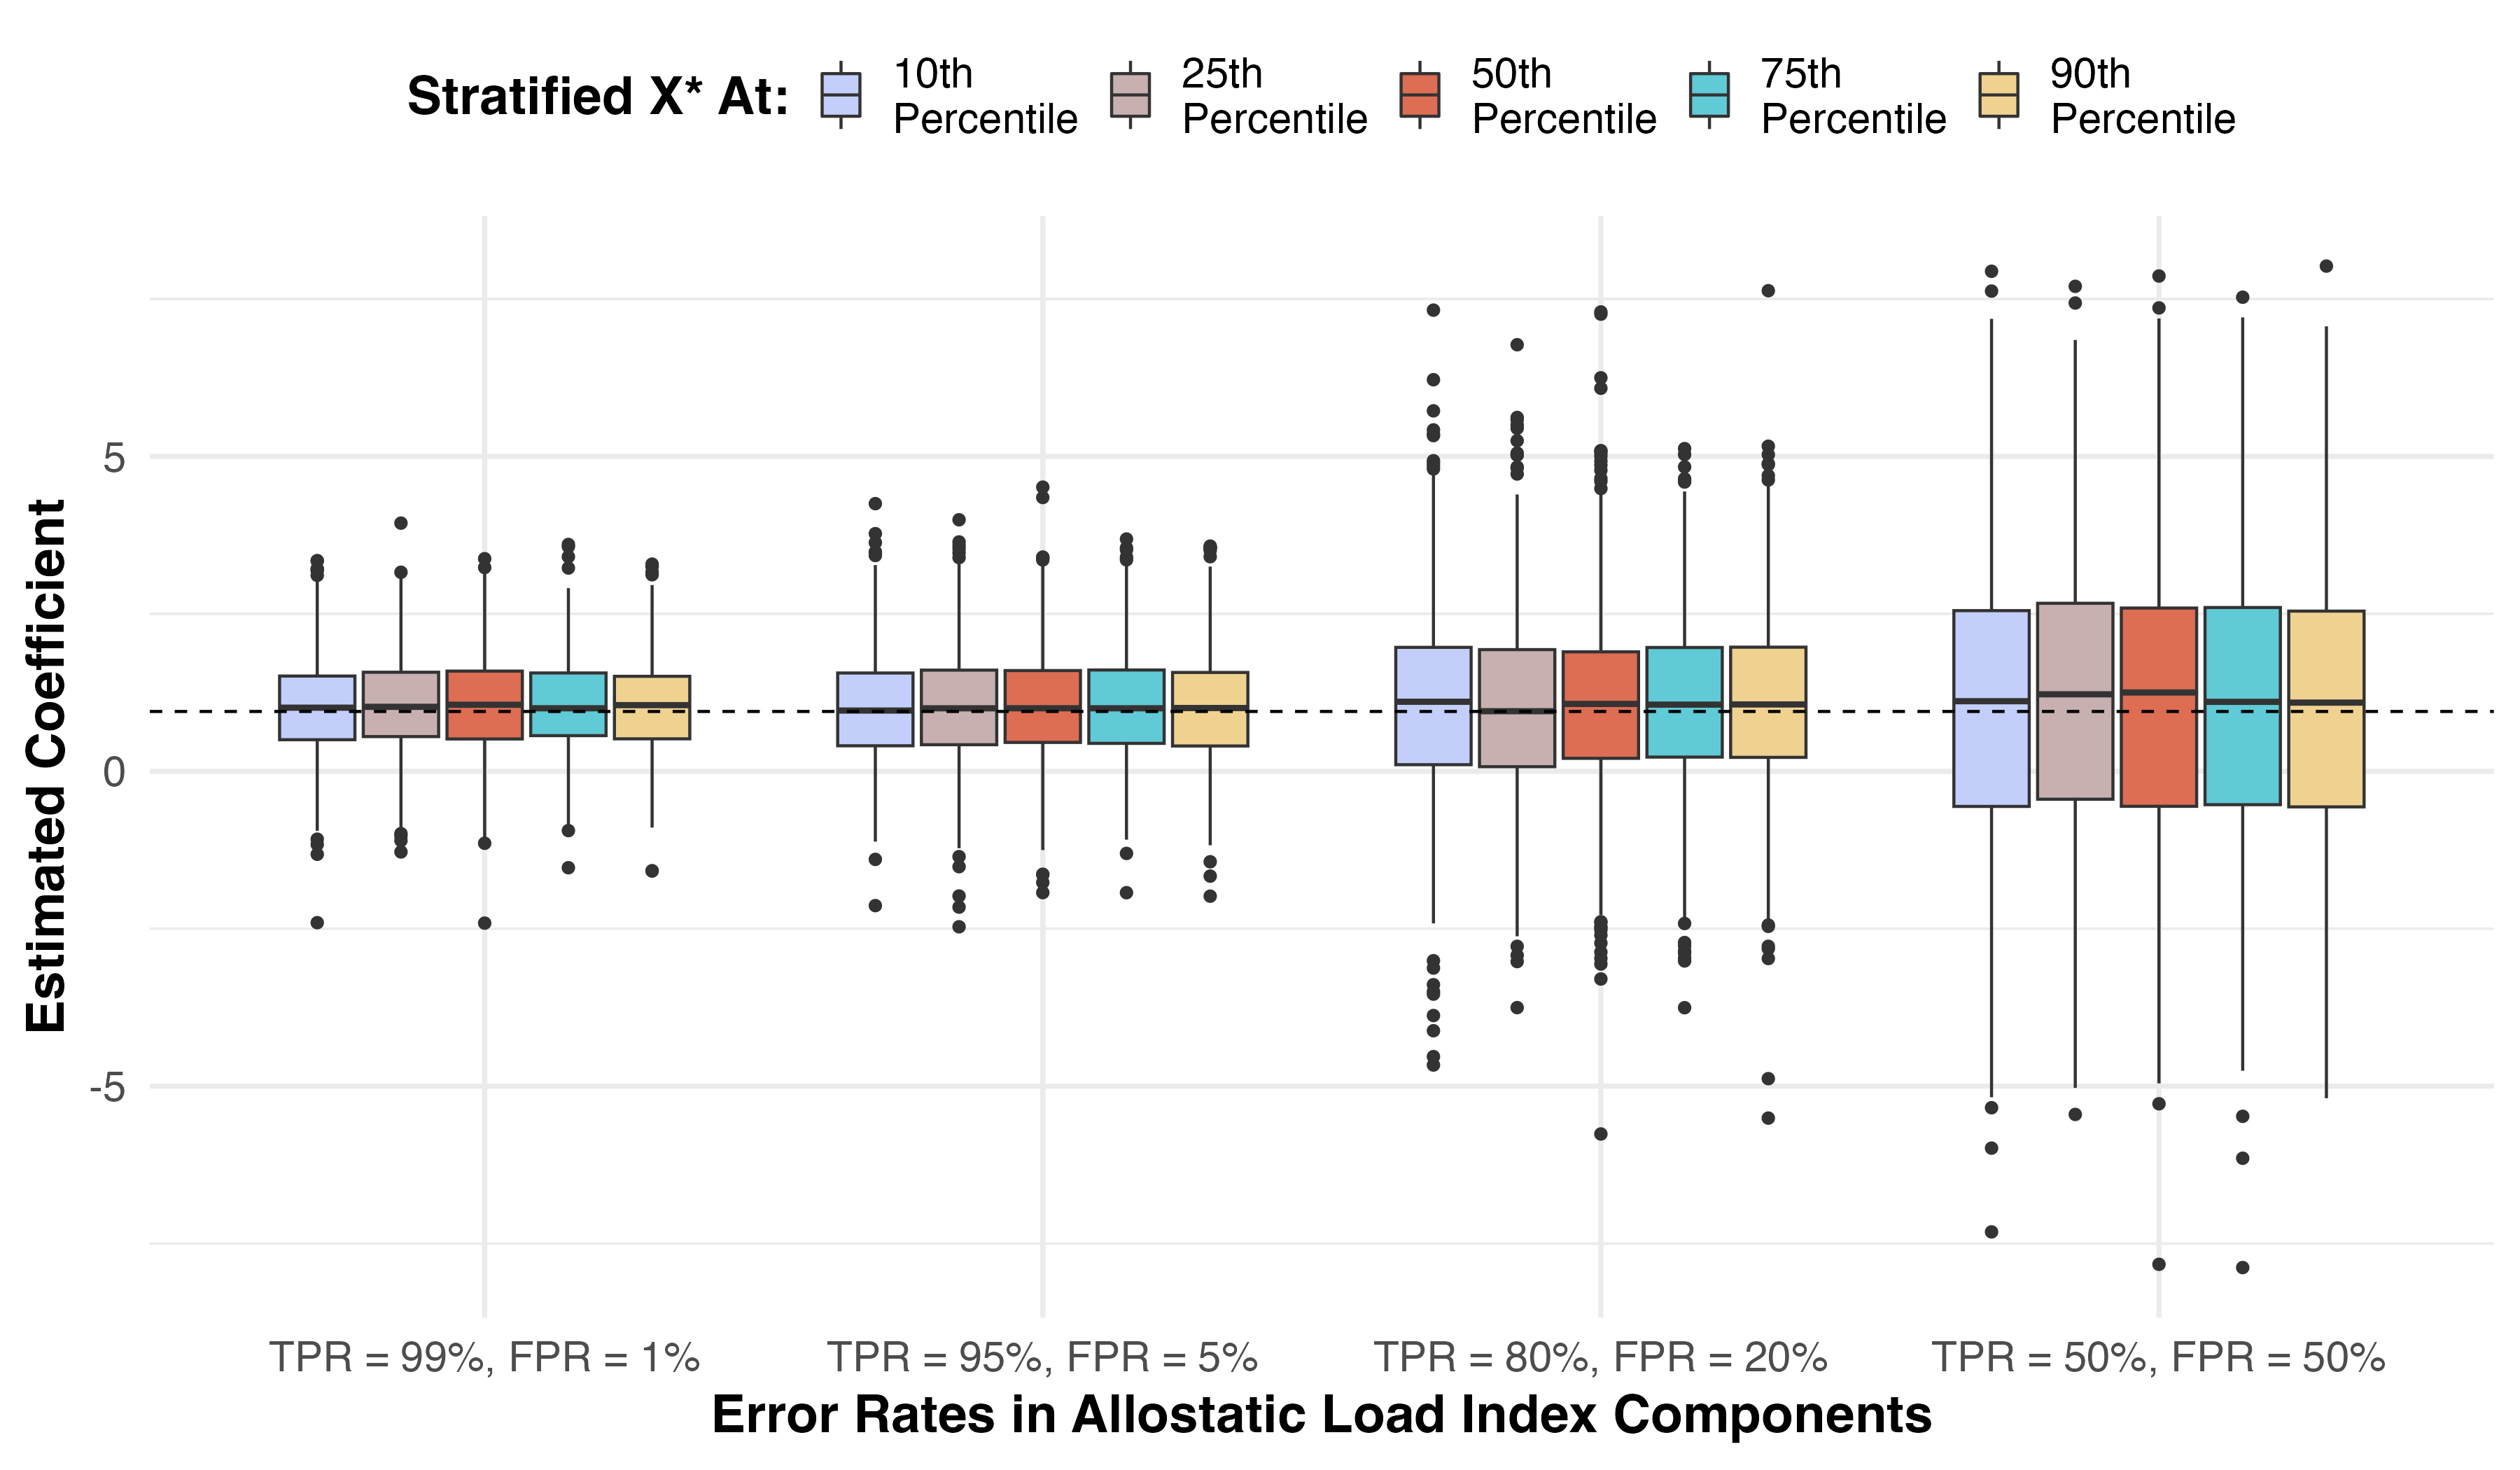 Stratified X* At:
10th
Percentile
25th
Percentile
50th
Percentile
75th
Percentile
90th
Percentile
Estimated Coefficient
5
0
-5
TPR = 99%, FPR = 1%
TPR = 95%, FPR = 5%
TPR = 80%, FPR = 20%
TPR = 50%, FPR = 50%
Error Rates in Allostatic Load Index Components